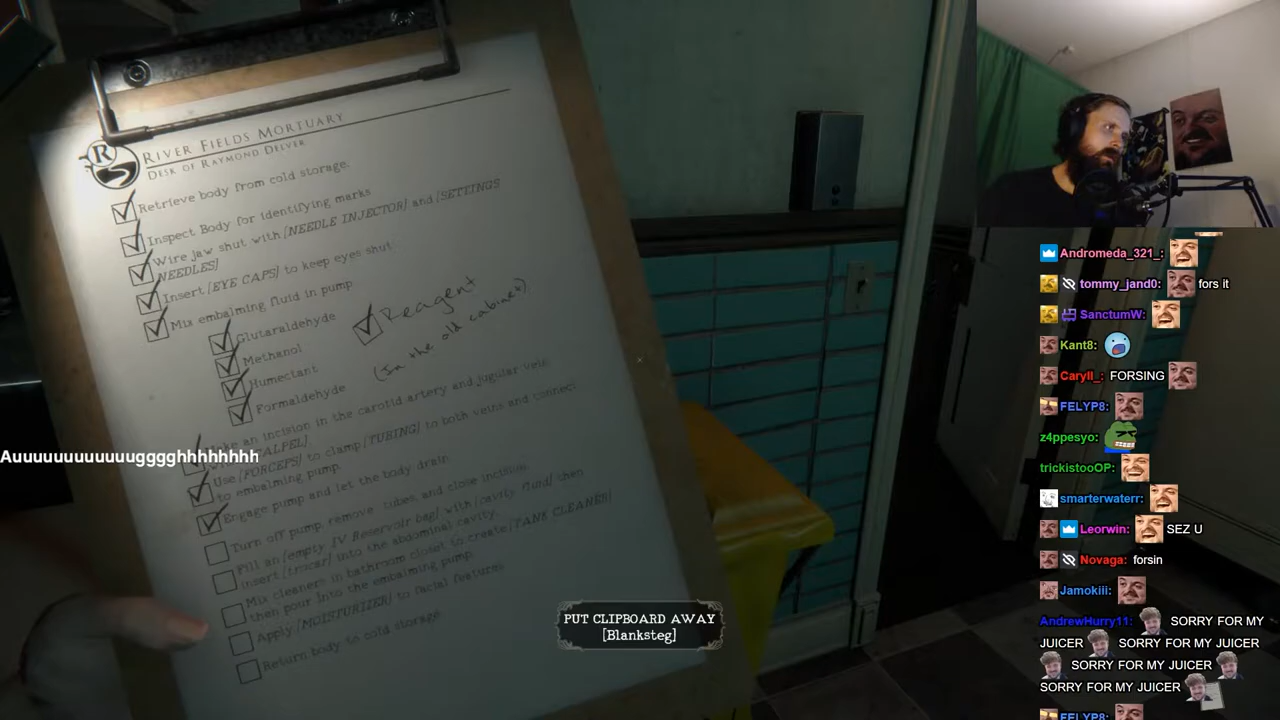 RIVER FIELDS MORTUARY
DESK OF RAYMOND DELVER
Retrieve body from cold storage.
Inspect Body for identifying marks
Wire jaw shut with [NEEDLE INJECTOR] and [SETTINGS
NEEDLES]
Insert [EYE CAPS] to keep eyes shut.
Mix embalming fluid in pump
Glutaraldehyde
Methanol
Humectant
Formaldehyde
Reagent
(In the old cabinet)
Make an incision in the carotid artery and jugular vein
Use [FORCEPS] to clamp [TUBING] to both veins and connect
to embalming pump.
Engage pump and let the body drain
Turn off pump, remove tubes, and close incision.
Fill an [empty IV Reservoir bag] with [cavity fluid] then
insert [trocar] into the abdominal cavity.
Mix cleaners in bathroom closet to create [TANK CLEANER]
then pour into the embalming pump.
Apply [MOISTURIZER] to facial features
Return body to cold storage.
Auuuuuuuuuuuuggggghhhhhhhh
PUT CLIPBOARD AWAY
[Blanksteg]
Andromeda_321_:
tommy_jand0: fors it
SanctumW:
Kant8:
Caryll_: FORSING
FELYP8:
z4ppesyo:
trickistooOP:
smarterwaterr:
Leorwin: SEZ U
Novaga: forsin
Jamokiii:
AndrewHurry11: SORRY FOR MY
JUICER SORRY FOR MY JUICER
SORRY FOR MY JUICER
SORRY FOR MY JUICER
FELYP8: